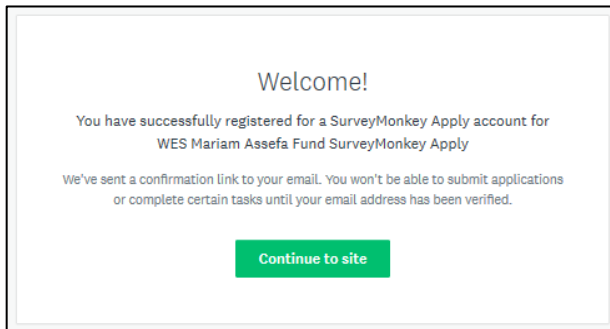 Welcome!
You have successfully registered for a SurveyMonkey Apply account for
WES Mariam Assefa Fund SurveyMonkey Apply
We've sent a confirmation link to your email. You won't be able to submit applications
or complete certain tasks until your email address has been verified.
Continue to site